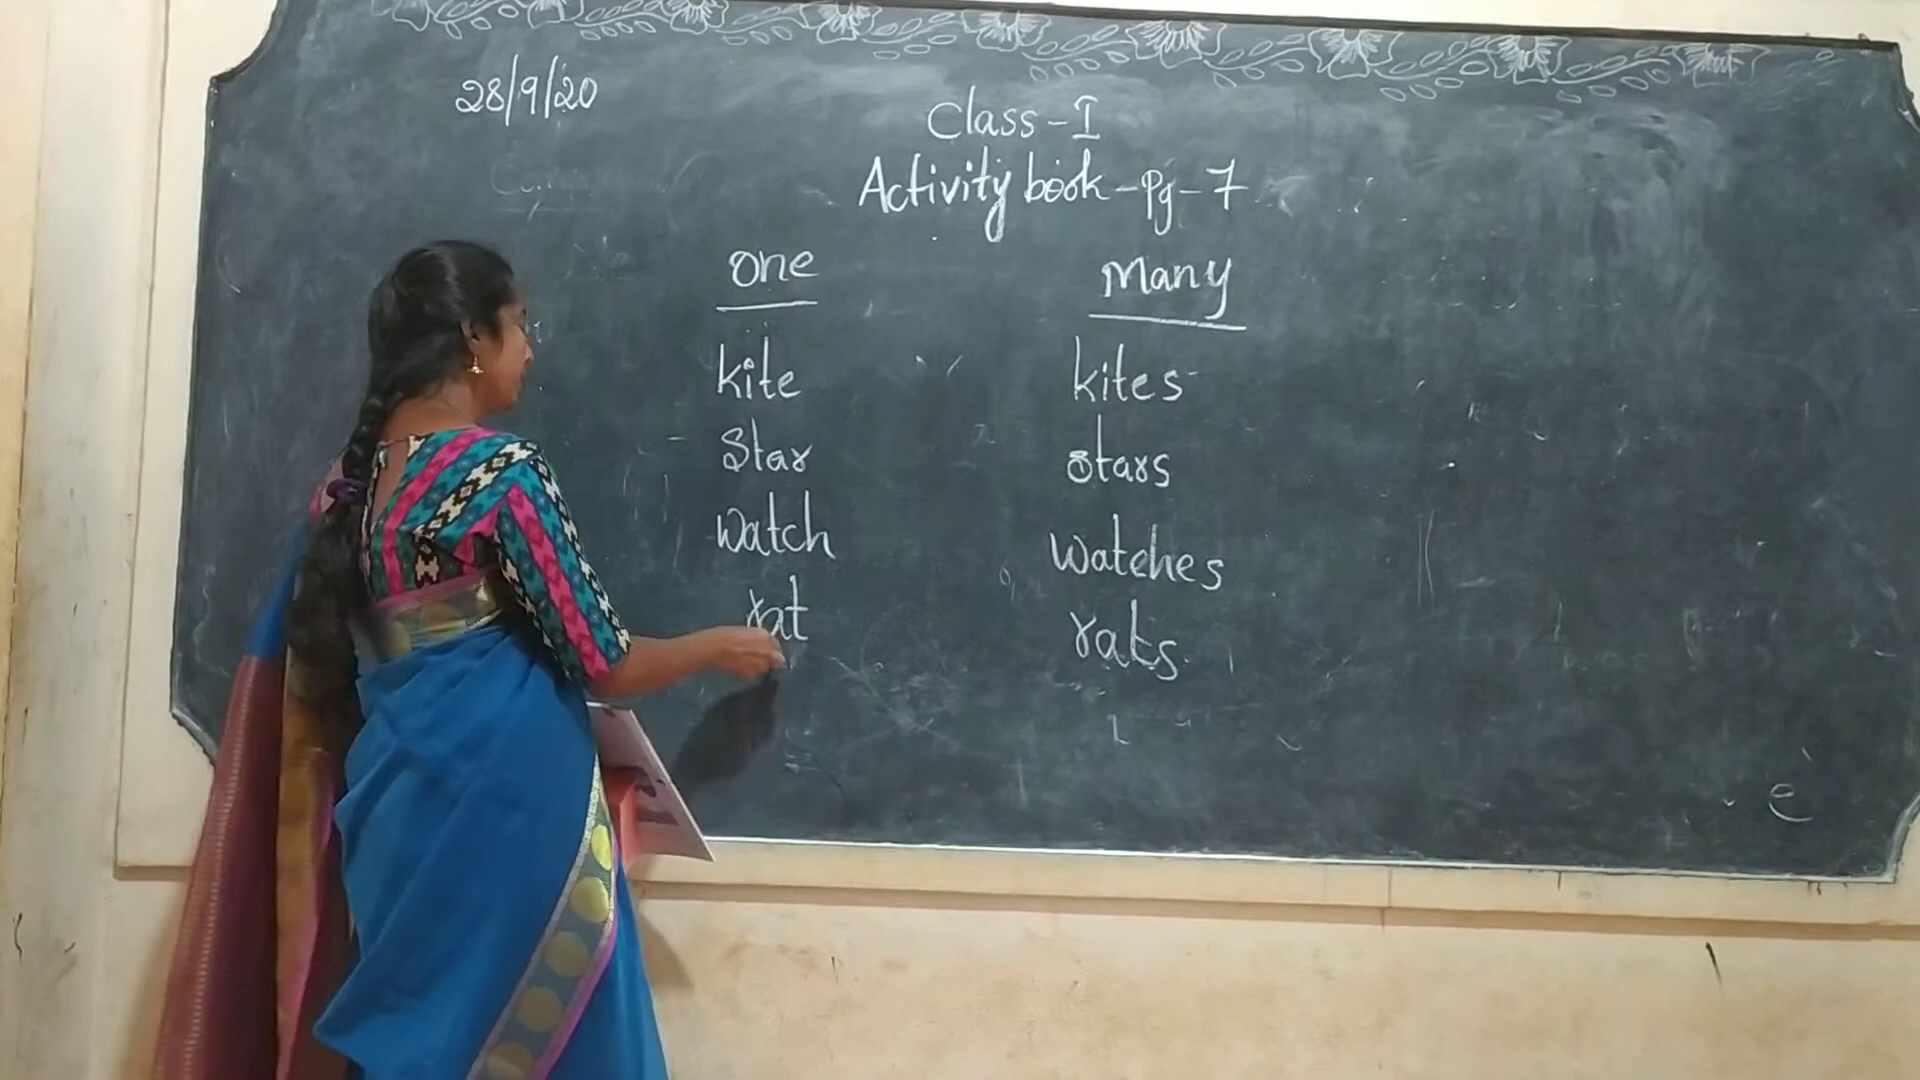 28/9/20
Class - I
Activity book - Pg - 7
one Many
kite kites
Star stars
watch watches
rat rats
e